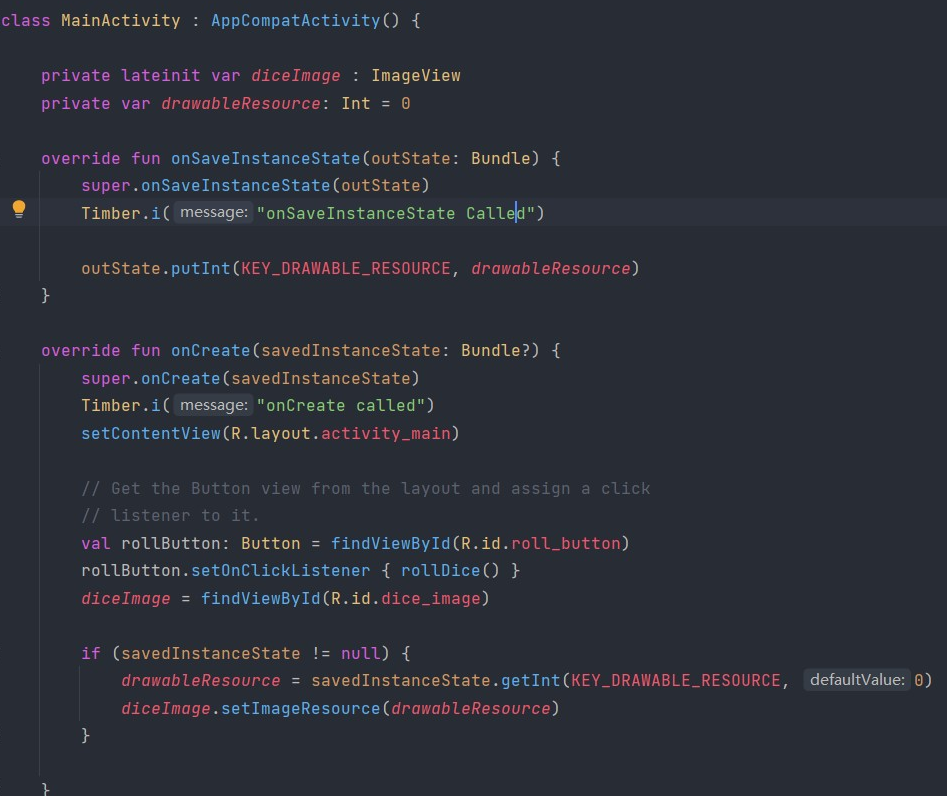 class MainActivity : AppCompatActivity() {
private lateinit var diceImage : ImageView
private var drawableResource: Int = 0
override fun onSaveInstanceState(outState: Bundle) {
super.onSaveInstanceState(outState)
Timber.i( message: "onSaveInstanceState Called")
outState.putInt(KEY_DRAWABLE_RESOURCE, drawableResource)
}
override fun onCreate(savedInstanceState: Bundle?) {
super.onCreate(savedInstanceState)
Timber.i( message: "onCreate called")
setContentView(R.layout.activity_main)
// Get the Button view from the layout and assign a click
// listener to it.
val rollButton: Button = findViewById(R.id.roll_button)
rollButton.setOnClickListener { rollDice() }
diceImage = findViewById(R.id.dice_image)
if (savedInstanceState != null) {
drawableResource = savedInstanceState.getInt(KEY_DRAWABLE_RESOURCE, defaultValue: 0)
diceImage.setImageResource(drawableResource)
}
}